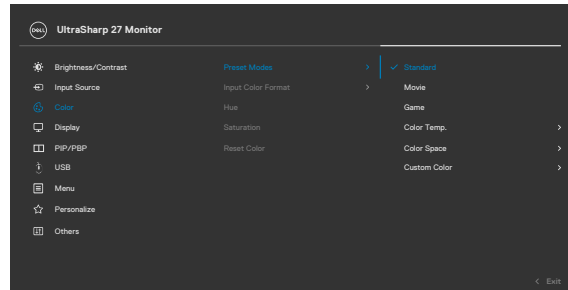 DELL UltraSharp 27 Monitor
Brightness/Contrast
Input Source
Color
Display
PIP/PBP
USB
Menu
Personalize
Others
Preset Modes
Input Color Format
Hue
Saturation
Reset Color
Standard
Movie
Game
Color Temp.
Color Space
Custom Color
Exit